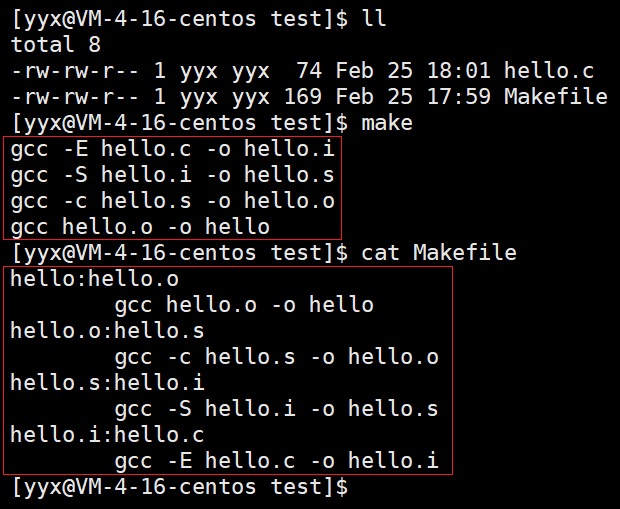 [yyx@VM-4-16-centos test]$ ll
total 8
-rw-rw-r-- 1 yyx yyx  74 Feb 25 18:01 hello.c
-rw-rw-r-- 1 yyx yyx 169 Feb 25 17:59 Makefile
[yyx@VM-4-16-centos test]$ make
gcc -E hello.c -o hello.i
gcc -S hello.i -o hello.s
gcc -c hello.s -o hello.o
gcc hello.o -o hello
[yyx@VM-4-16-centos test]$ cat Makefile
hello:hello.o
        gcc hello.o -o hello
hello.o:hello.s
        gcc -c hello.s -o hello.o
hello.s:hello.i
        gcc -S hello.i -o hello.s
hello.i:hello.c
        gcc -E hello.c -o hello.i
[yyx@VM-4-16-centos test]$